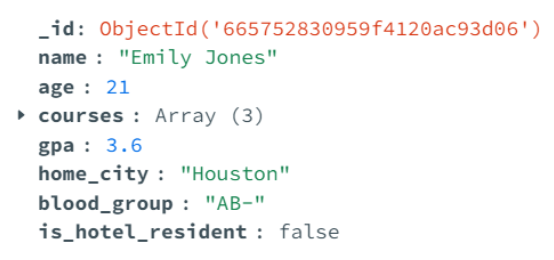 _id: ObjectId('665752830959f4120ac93d06')
name : "Emily Jones"
age : 21
courses : Array (3)
gpa : 3.6
home_city : "Houston"
blood_group : "AB-"
is_hotel_resident : false